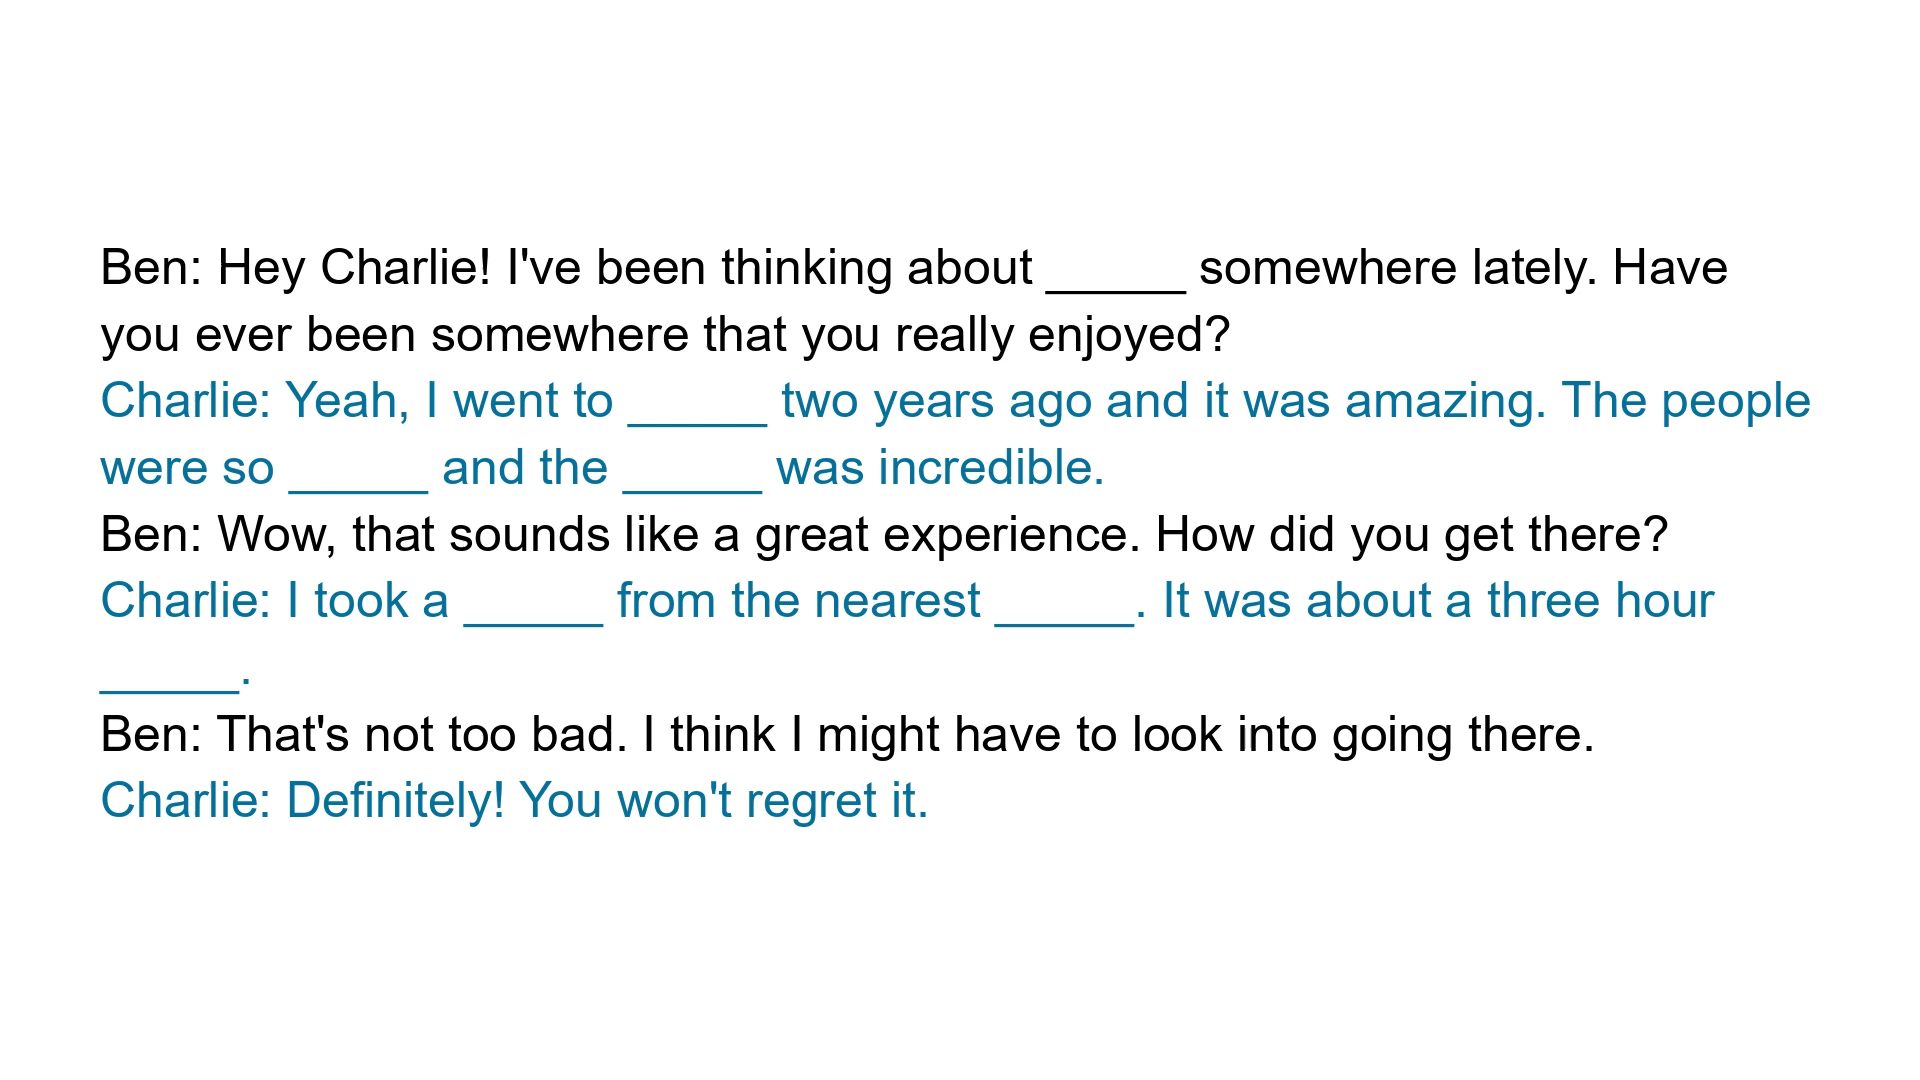 Ben: Hey Charlie! I've been thinking about _____ somewhere lately. Have
you ever been somewhere that you really enjoyed?
Charlie: Yeah, I went to _____ two years ago and it was amazing. The people
were so _____ and the _____ was incredible.
Ben: Wow, that sounds like a great experience. How did you get there?
Charlie: I took a _____ from the nearest _____. It was about a three hour
_____.
Ben: That's not too bad. I think I might have to look into going there.
Charlie: Definitely! You won't regret it.